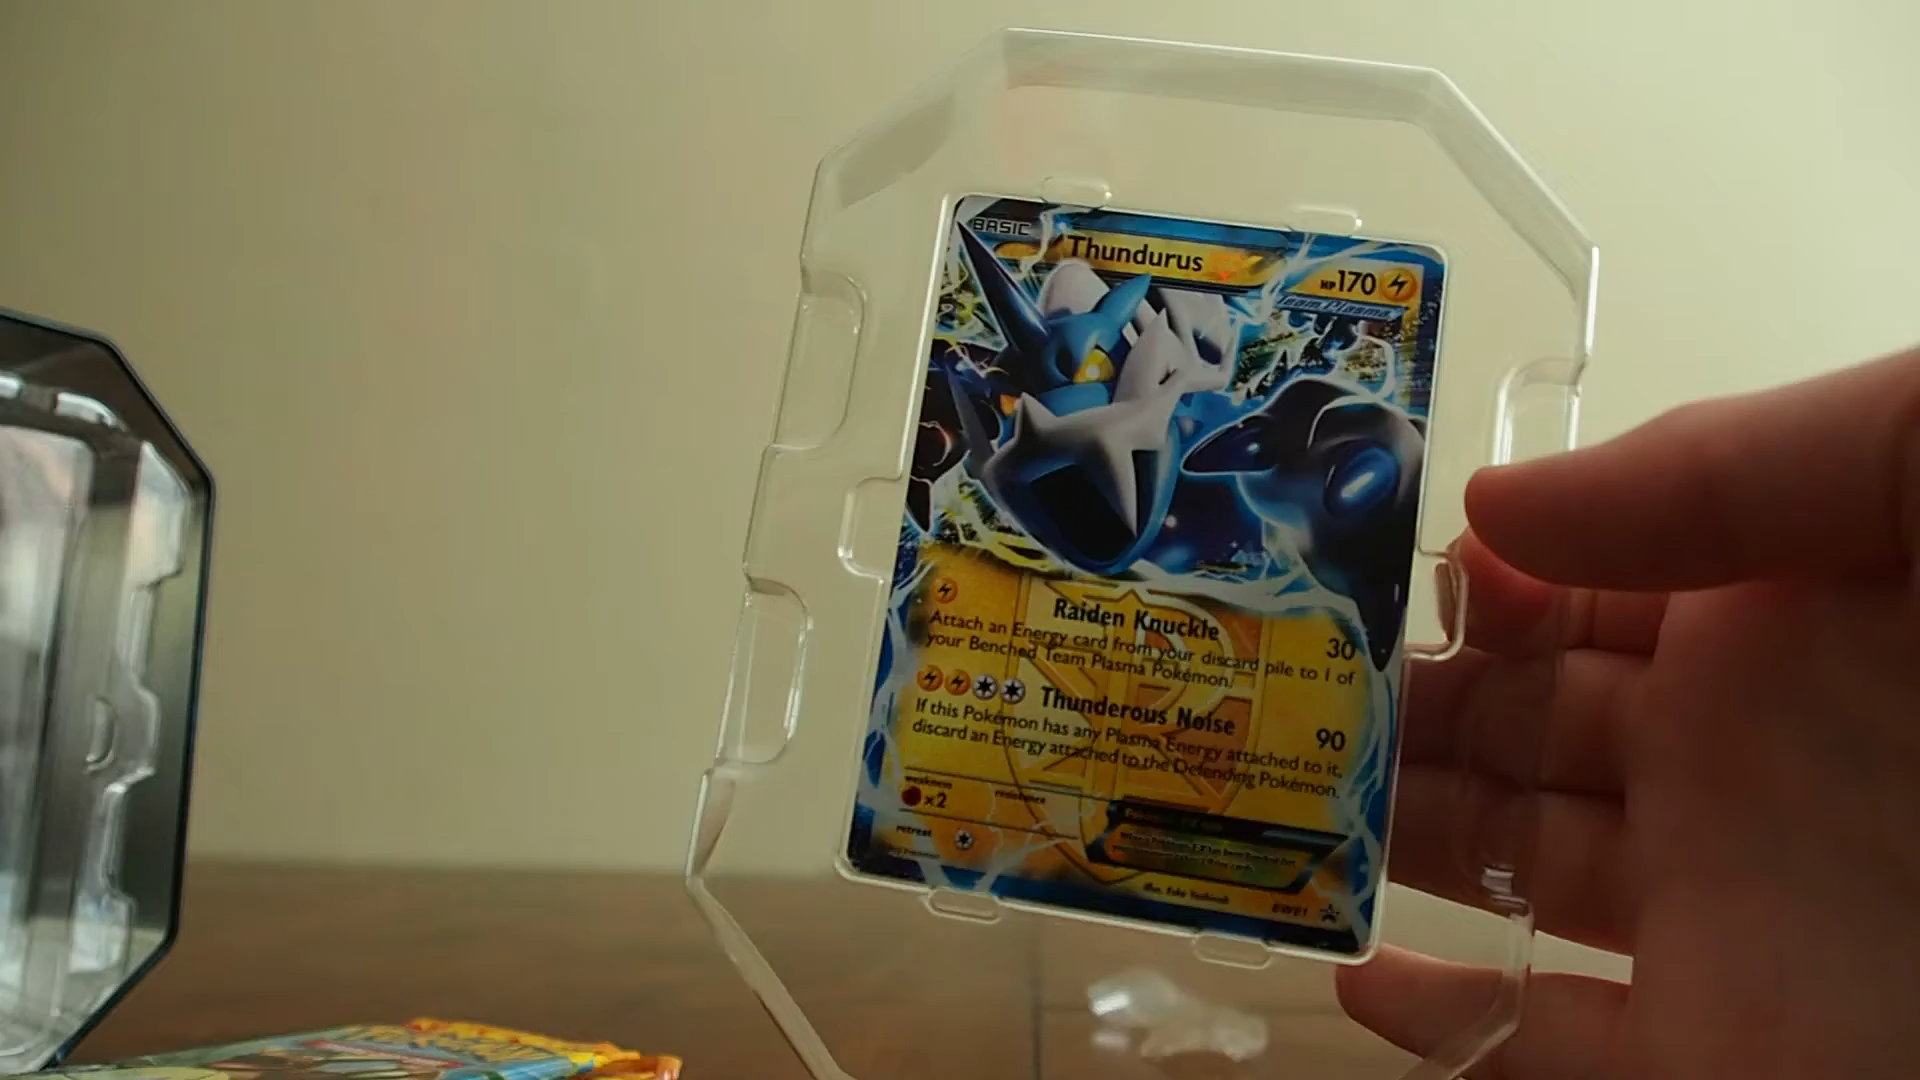 BASIC
Thundurus EX
HP170
Team Plasma
Raiden Knuckle 30
Attach an Energy card from your discard pile to 1 of
your Benched Team Plasma Pokémon.
Thunderous Noise 90
If this Pokémon has any Plasma Energy attached to it,
discard an Energy attached to the Defending Pokémon.
weakness
×2
resistance
retreat
BW81